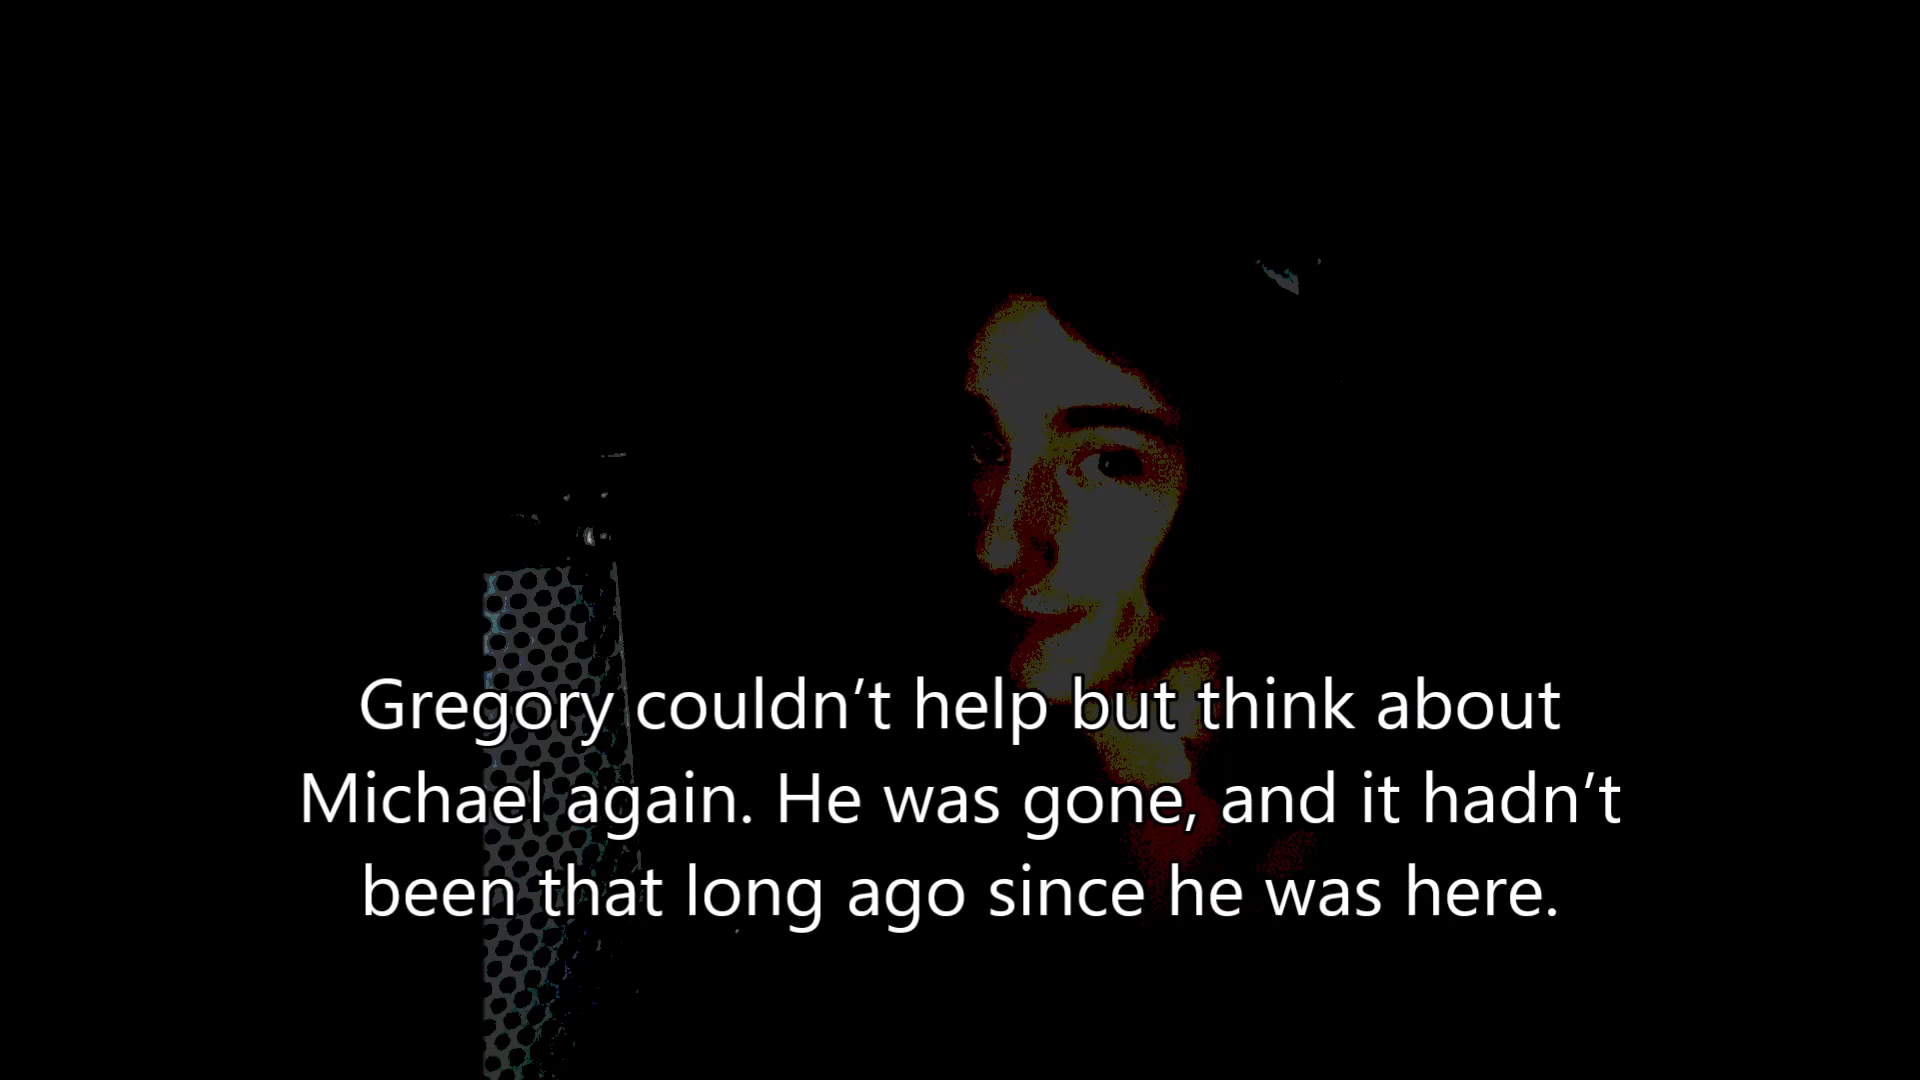 Gregory couldn’t help but think about
Michael again. He was gone, and it hadn’t
been that long ago since he was here.